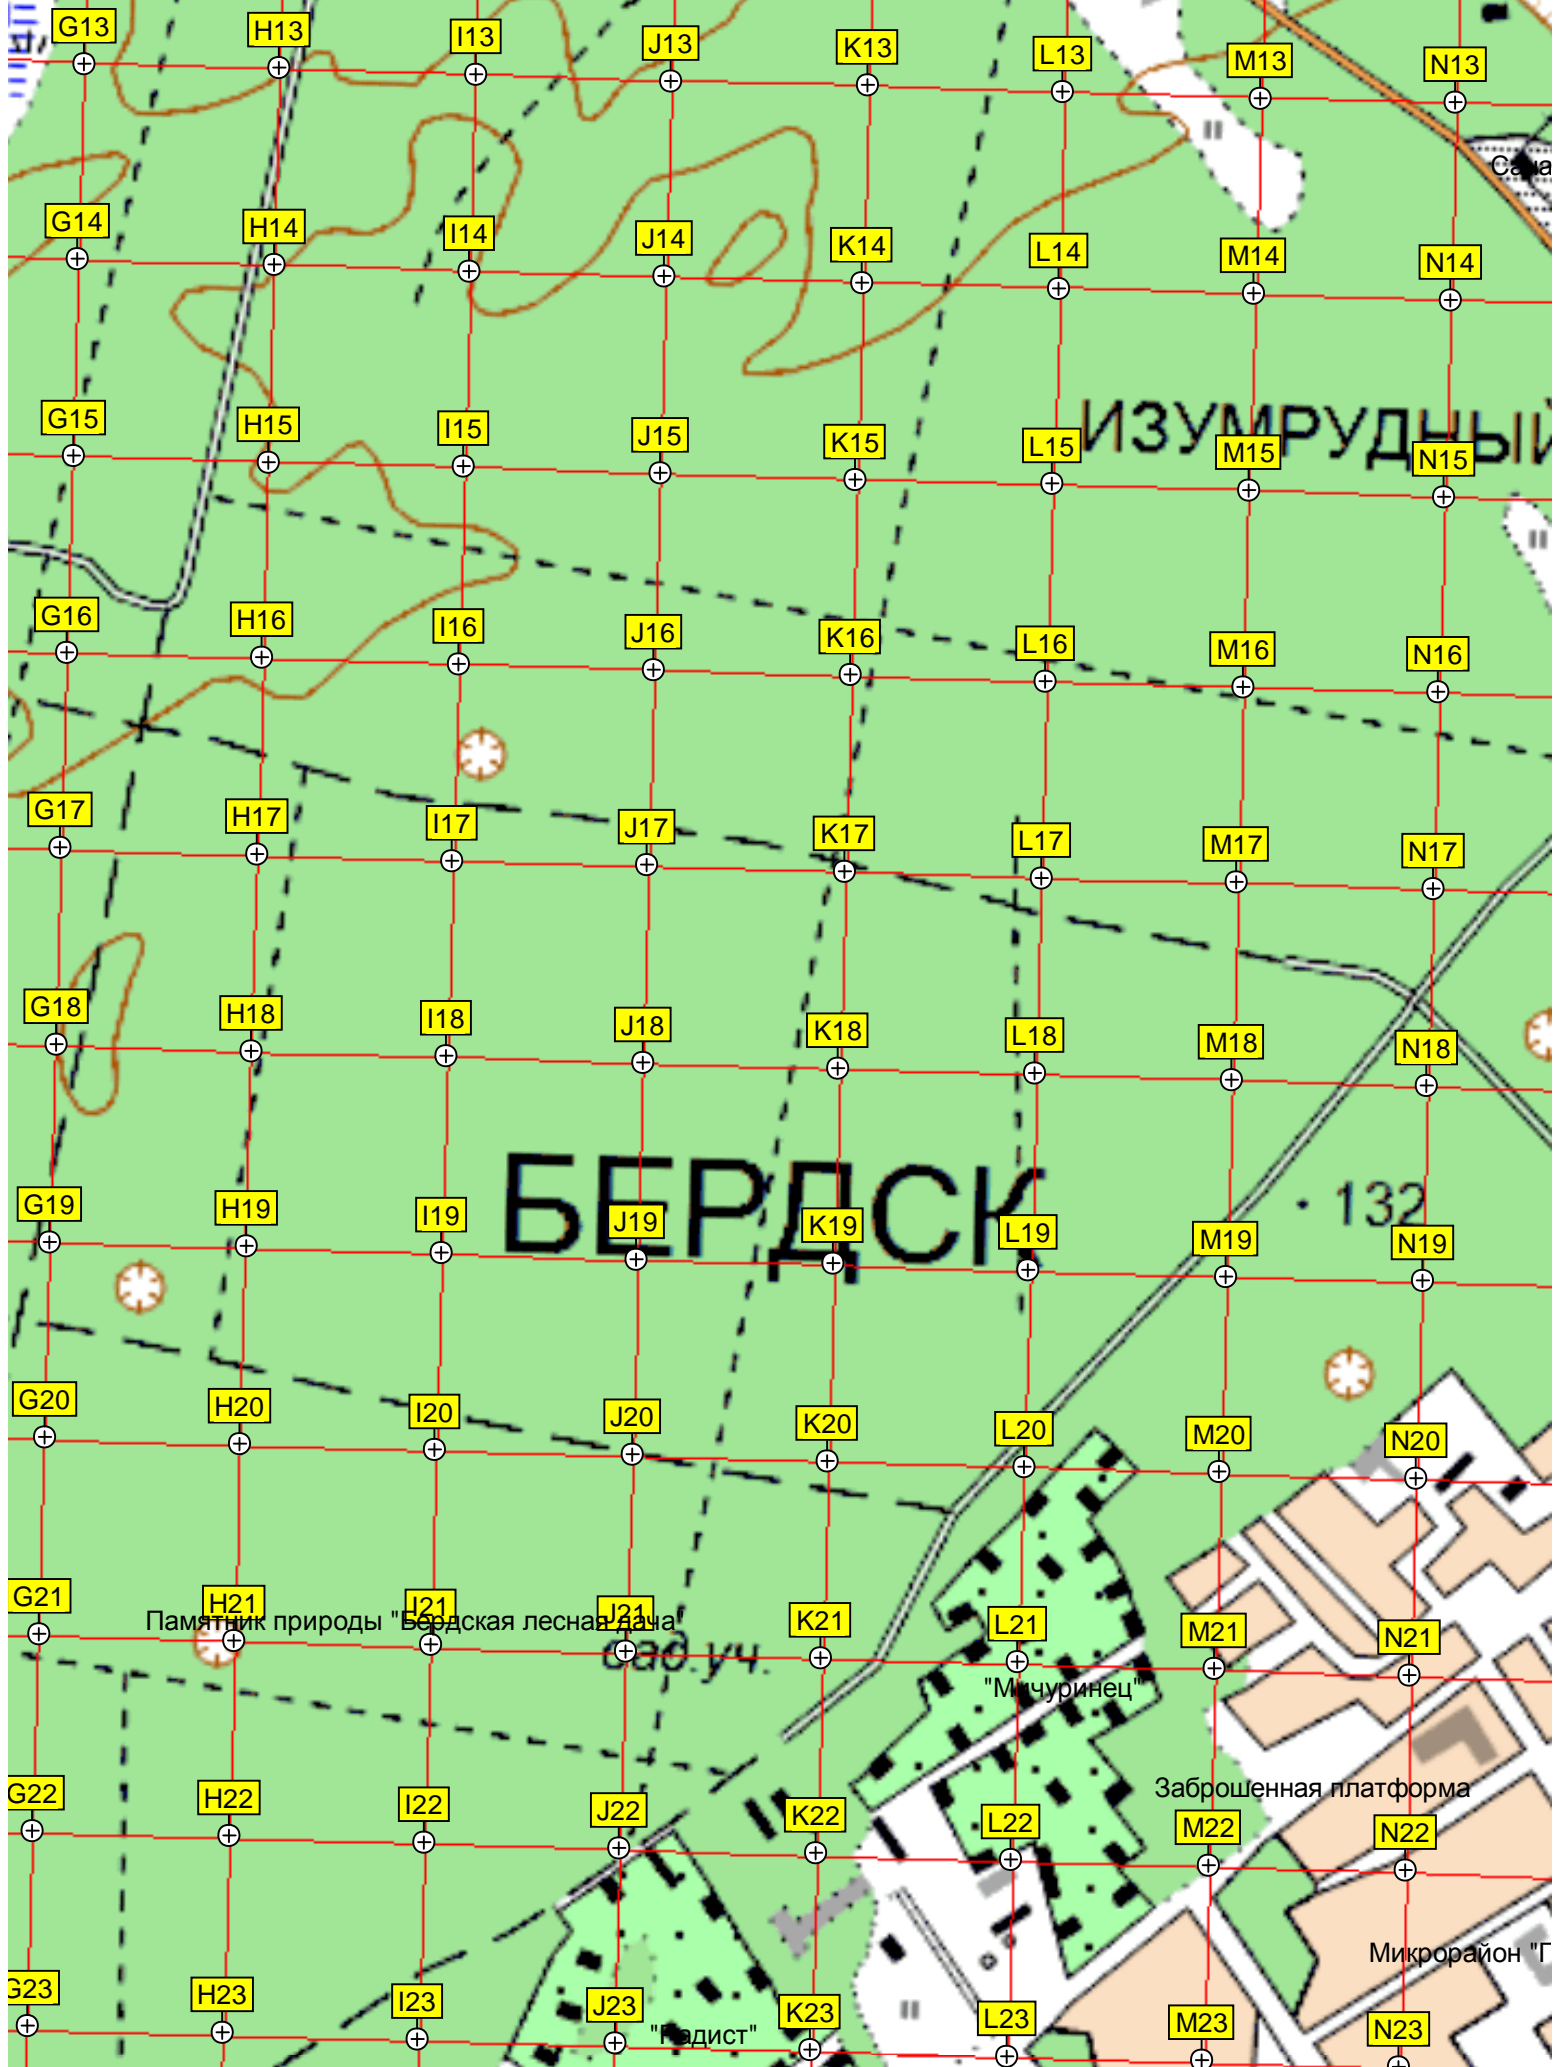 G13 H13 I13 J13 K13 L13 M13 N13
G14 H14 I14 J14 K14 L14 M14 N14
ИЗУМРУДНЫЙ
G15 H15 I15 J15 K15 L15 M15 N15
G16 H16 I16 J16 K16 L16 M16 N16
G17 H17 I17 J17 K17 L17 M17 N17
G18 H18 I18 J18 K18 L18 M18 N18
БЕРДСК
132
G19 H19 I19 J19 K19 L19 M19 N19
G20 H20 I20 J20 K20 L20 M20 N20
G21 H21 I21 J21 K21 L21 M21 N21
Памятник природы "Бердская лесная дача"
сад.уч.
"Мичуринец"
Заброшенная платформа
G22 H22 I22 J22 K22 L22 M22 N22
Микрорайон
G23 H23 I23 J23 K23 L23 M23 N23
"Радист"